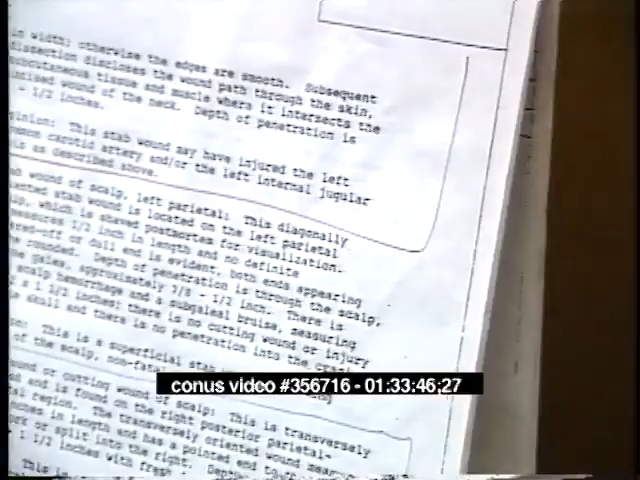 in width; otherwise the edges are smooth. Subsequent
dissection discloses the wound path through the skin,
subcutaneous tissue and muscle where it intersects the
incised wound of the neck. Depth of penetration is
- 1/2 inches.
inion: This stab wound may have injured the left
ommon carotid artery and/or the left internal jugular
is as described above.
ab wound of scalp, left parietal: This diagonally
iented stab wound is located on the left parietal
lp, which is shaved postmortem for visualization.
measures 1/2 inch in length and no definite
ared-off or dull end is evident, both ends appearing
rounded. Depth of penetration is through the scalp,
galea, approximately 3/8 - 1/2 inch. There is
scalp hemorrhage and a subgaleal bruise, measuring
x 1 1/2 inches; there is no cutting wound or injury
skull and there is no penetration into the
This is a superficial stab
of the scalp, non-fatal
conus video #356716 - 01:33:46;27
ound or cutting wound of scalp: This is transversely
and is found on the right posterior parietal-
region. The transversely oriented wound
inches in length and has a pointed end to
or split into the right.
1 1/2 inches with fresh
This is